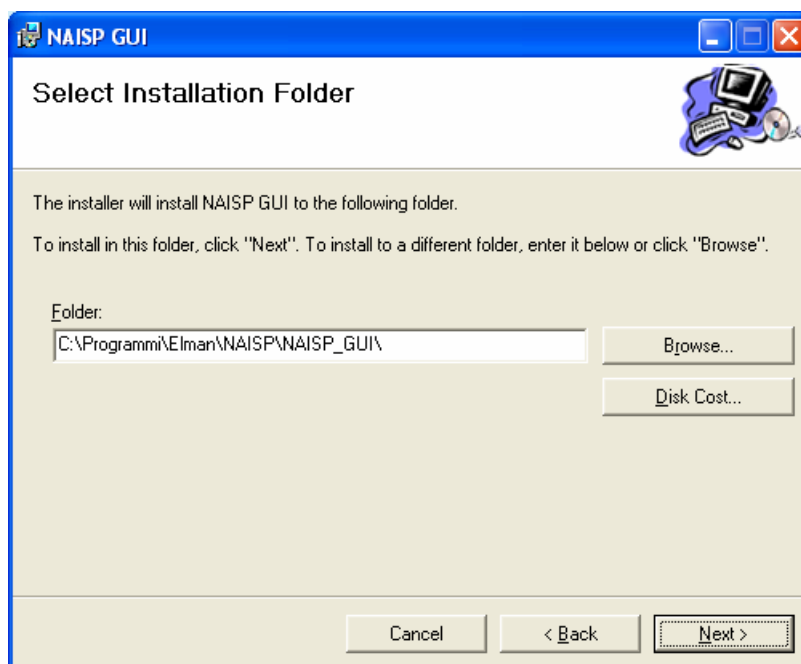 NAISP GUI
Select Installation Folder
The installer will install NAISP GUI to the following folder.
To install in this folder, click "Next". To install to a different folder, enter it below or click "Browse".
Folder:
C:\Programmi\Elman\NAISP\NAISP_GUI\
Browse...
Disk Cost...
Cancel
< Back
Next >